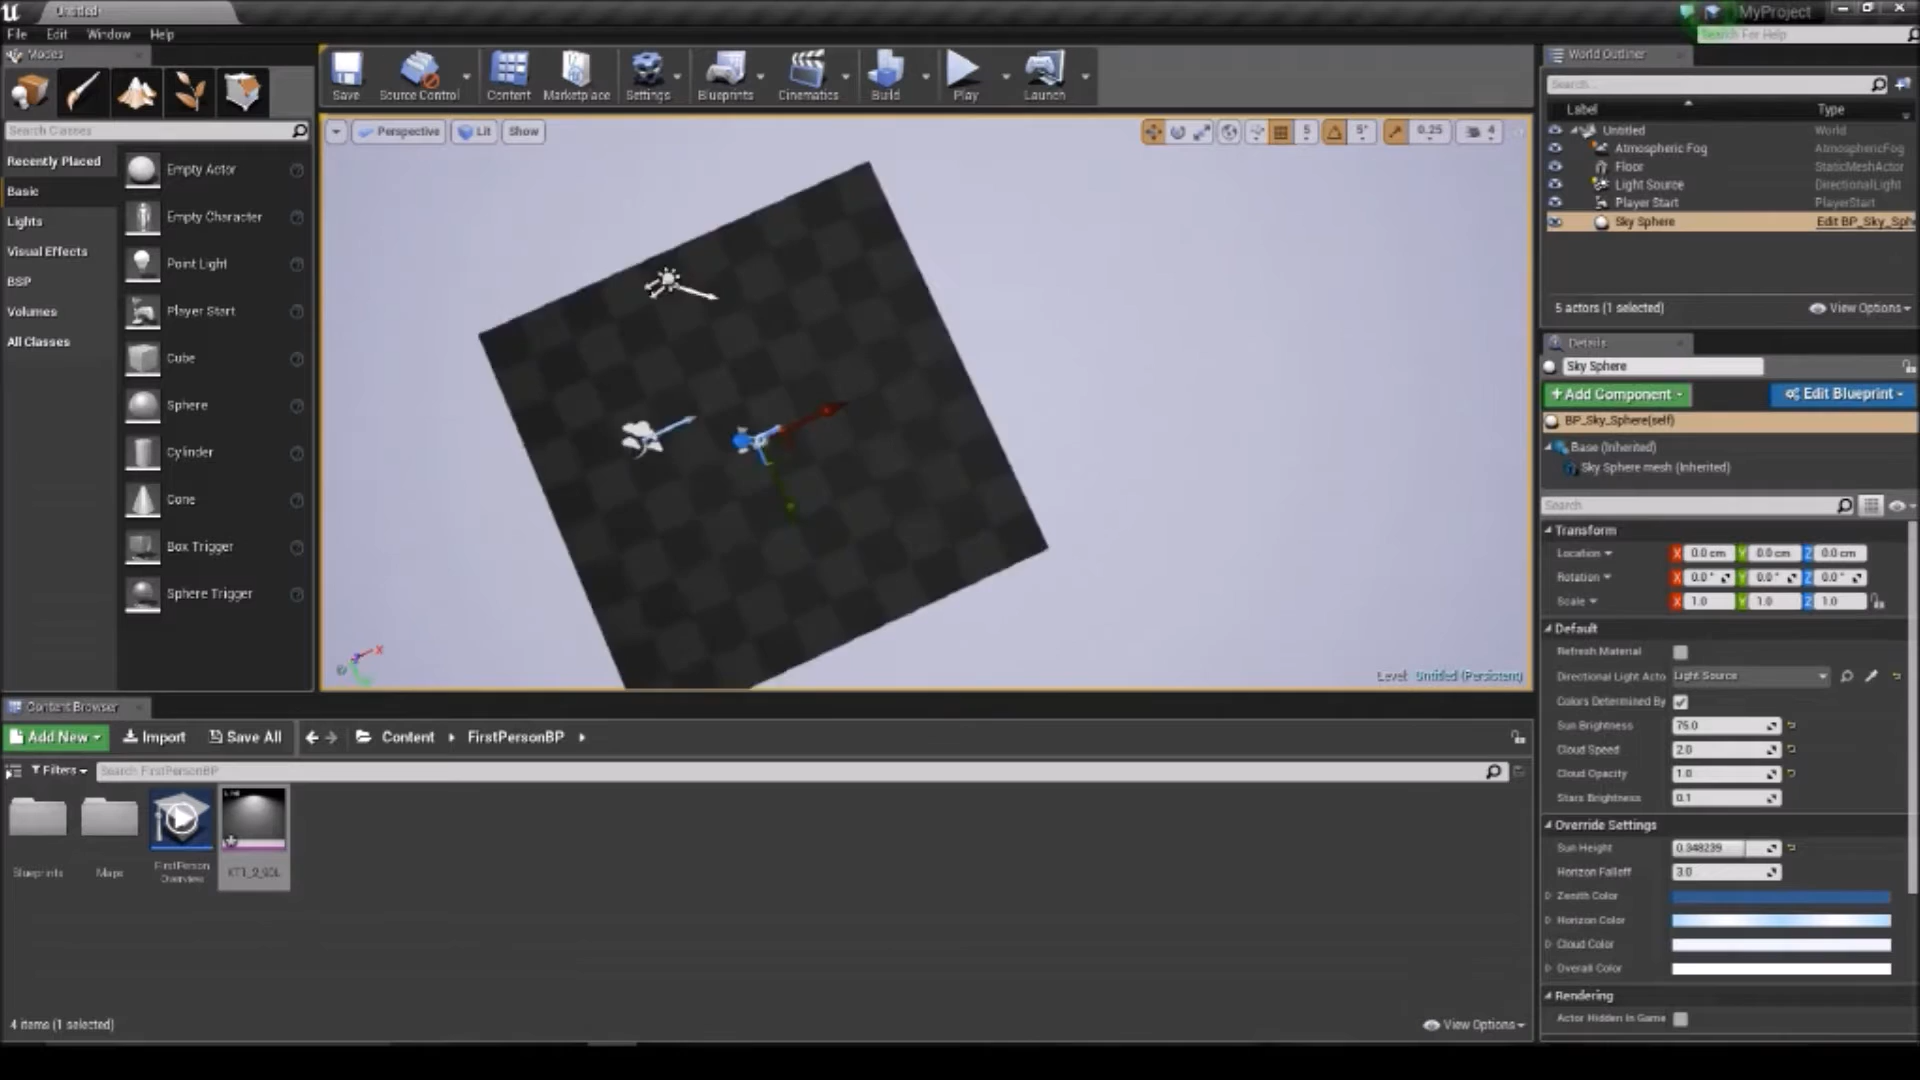 Untitled
MyProject
File Edit Window Help
Search For Help
Modes
Save Source Control Content Marketplace Settings Blueprints Cinematics Build Play Launch
Search Classes
Recently Placed
Basic
Lights
Visual Effects
BSP
Volumes
All Classes
Empty Actor
Empty Character
Point Light
Player Start
Cube
Sphere
Cylinder
Cone
Box Trigger
Sphere Trigger
Perspective Lit Show
5 5° 0.25 4
X
Level: Untitled (Persistent)
World Outliner
Search...
Label Type
Untitled World
Atmospheric Fog AtmosphericFog
Floor StaticMeshActor
Light Source DirectionalLight
Player Start PlayerStart
Sky Sphere Edit BP_Sky_Sph
5 actors (1 selected) View Options
Details
Sky Sphere
+ Add Component Edit Blueprint
BP_Sky_Sphere(self)
Base (Inherited)
Sky Sphere mesh (Inherited)
Search
Transform
Location X 0.0 cm Y 0.0 cm Z 0.0 cm
Rotation X 0.0° Y 0.0° Z 0.0°
Scale X 1.0 Y 1.0 Z 1.0
Default
Refresh Material
Directional Light Acto Light Source
Colors Determined By
Sun Brightness 75.0
Cloud Speed 2.0
Cloud Opacity 1.0
Stars Brightness 0.1
Override Settings
Sun Height 0.348239
Horizon Falloff 3.0
Zenith Color
Horizon Color
Cloud Color
Overall Color
Rendering
Actor Hidden In Game
Content Browser
Add New Import Save All Content FirstPersonBP
Filters Search FirstPersonBP
Blueprints
Maps
FirstPerson
Overview
4 items (1 selected) View Options